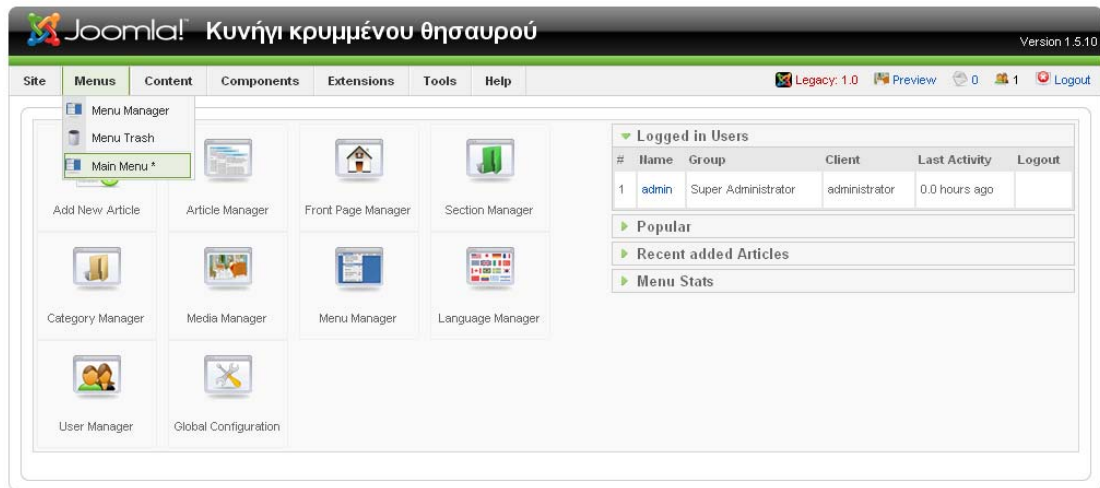 Joomla! Κυνήγι κρυμμένου θησαυρού
Version 1.5.10
Site Menus Content Components Extensions Tools Help Legacy: 1.0 Preview 0 1 Logout
Menu Manager
Menu Trash
Main Menu *
Add New Article Article Manager Front Page Manager Section Manager
Category Manager Media Manager Menu Manager Language Manager
User Manager Global Configuration
Logged in Users
# Name Group Client Last Activity Logout
1 admin Super Administrator administrator 0.0 hours ago
Popular
Recent added Articles
Menu Stats